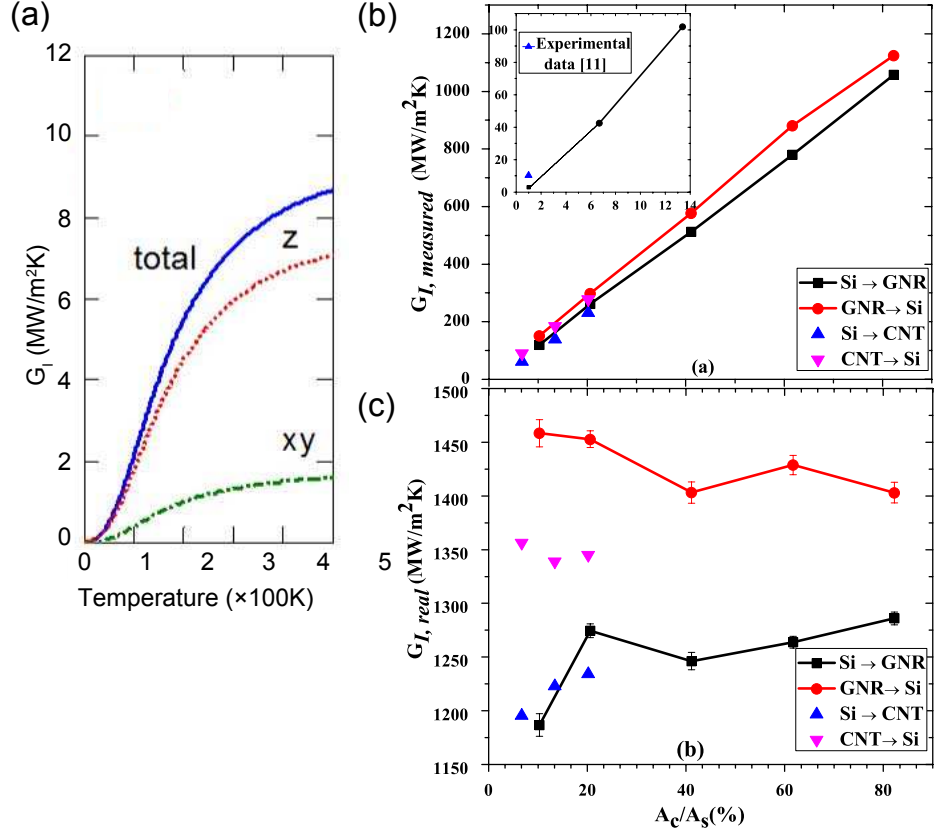 (a)
12
10
8
6
4
2
0
G_I (MW/m²K)
total
z
xy
0
1
2
3
4
5
Temperature (×100K)
(b)
G_{I, measured} (MW/m²K)
1200
1000
800
600
400
200
0
100
80
60
40
20
0
0
2
4
6
8
10
12
14
Experimental
data [11]
Si → GNR
GNR→ Si
Si → CNT
CNT→ Si
(a)
(c)
G_{I, real} (MW/m²K)
1500
1450
1400
1350
1300
1250
1200
1150
Si → GNR
GNR→ Si
Si → CNT
CNT→ Si
(b)
0
20
40
60
80
A_c/A_s(%)